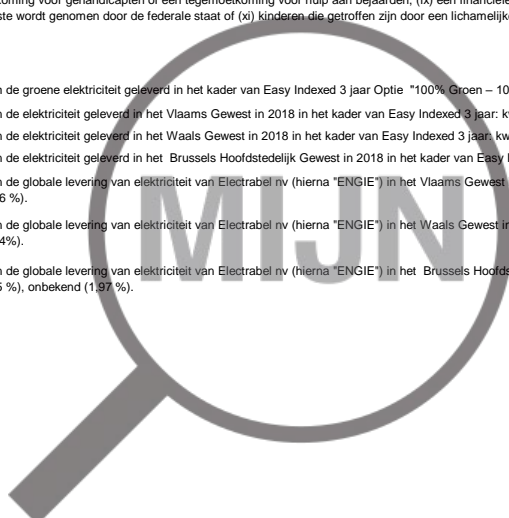 koming voor gehandicapten of een tegemoetkoming voor hulp aan bejaarden, (ix) een financiële
ste wordt genomen door de federale staat of (xi) kinderen die getroffen zijn door een lichamelijk
n de groene elektriciteit geleverd in het kader van Easy Indexed 3 jaar Optie "100% Groen – 10
n de elektriciteit geleverd in het Vlaams Gewest in 2018 in het kader van Easy Indexed 3 jaar: kw
n de elektriciteit geleverd in het Waals Gewest in 2018 in het kader van Easy Indexed 3 jaar: kw
n de elektriciteit geleverd in het Brussels Hoofdstedelijk Gewest in 2018 in het kader van Easy I
n de globale levering van elektriciteit van Electrabel nv (hierna "ENGIE") in het Vlaams Gewest
6 %).
n de globale levering van elektriciteit van Electrabel nv (hierna "ENGIE") in het Waals Gewest in
4%).
n de globale levering van elektriciteit van Electrabel nv (hierna "ENGIE") in het Brussels Hoofds
5 %), onbekend (1,97 %).
MIJN